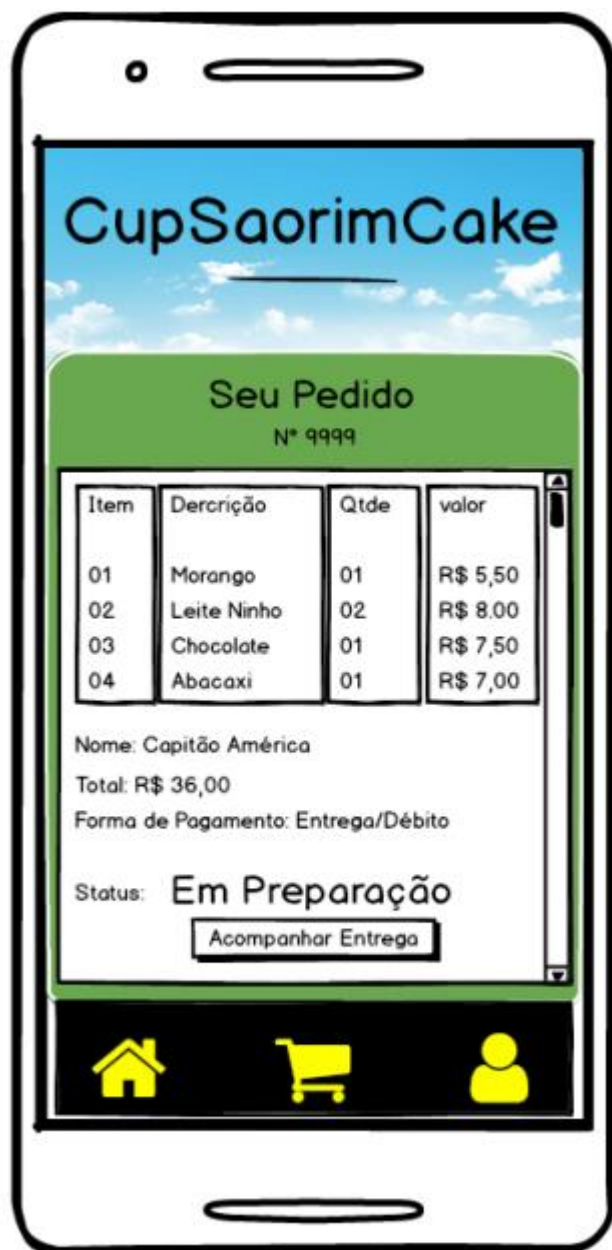 CupSaorimCake
Seu Pedido
N° 9999
Item Dercrição Qtde valor
01 Morango 01 R$ 5,50
02 Leite Ninho 02 R$ 8.00
03 Chocolate 01 R$ 7,50
04 Abacaxi 01 R$ 7,00
Nome: Capitão América
Total: R$ 36,00
Forma de Pagamento: Entrega/Débito
Status: Em Preparação
Acompanhar Entrega